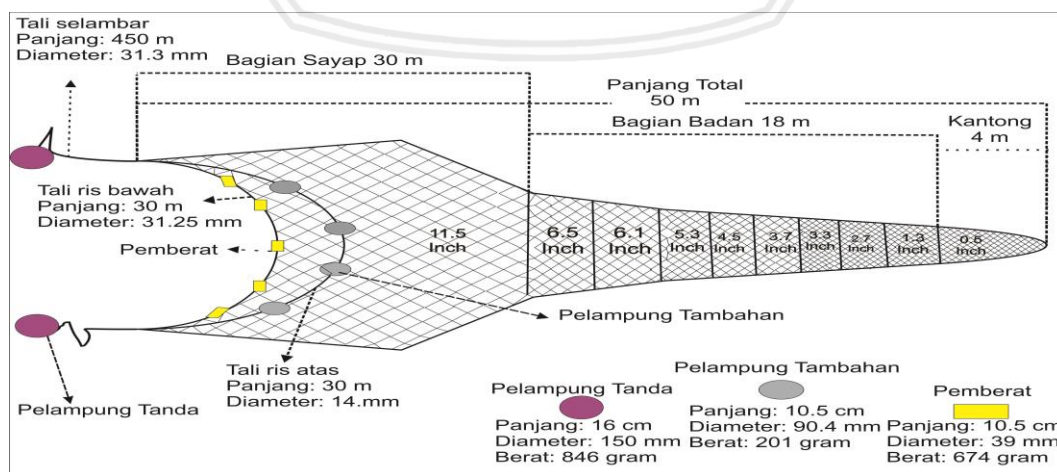 Tali selambar
Panjang: 450 m
Diameter: 31.3 mm
Bagian Sayap 30 m
Panjang Total
50 m
Bagian Badan 18 m
Kantong
4 m
Tali ris bawah
Panjang: 30 m
Diameter: 31.25 mm
Pemberat
11.5
Inch
6.5
Inch
6.1
Inch
5.3
Inch
4.5
Inch
3.7
Inch
3.3
Inch
2.7
Inch
1.3
Inch
0.5
Inch
Pelampung Tambahan
Tali ris atas
Panjang: 30 m
Diameter: 14.mm
Pelampung Tanda
Pelampung Tanda
Panjang: 16 cm
Diameter: 150 mm
Berat: 846 gram
Pelampung Tambahan
Panjang: 10.5 cm
Diameter: 90.4 mm
Berat: 201 gram
Pemberat
Panjang: 10.5 cm
Diameter: 39 mm
Berat: 674 gram